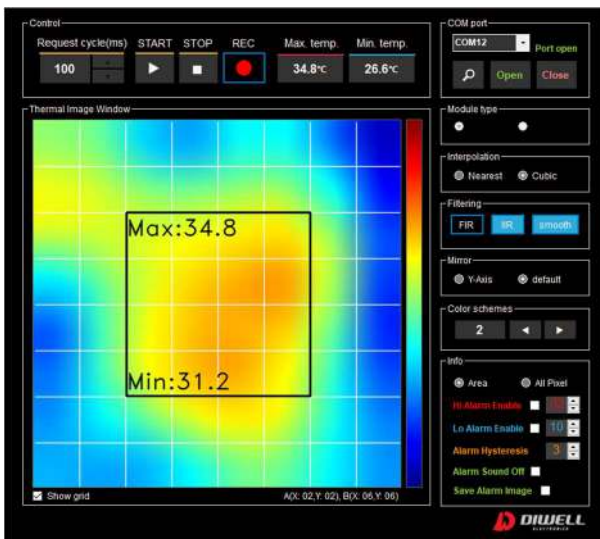 Control
Request cycle(ms) START STOP REC Max. temp. Min. temp.
100 34.8℃ 26.6℃
Thermal Image Window
Max:34.8
Min:31.2
Show grid A(X: 02,Y: 02), B(X: 06,Y: 06)
COM port
COM12 Port open
Open Close
Module type
Interpolation
Nearest Cubic
Filtering
FIR IIR smooth
Mirror
Y-Axis default
Color schemes
2
Info
Area All Pixel
Hi Alarm Enable
Lo Alarm Enable 10
Alarm Hysteresis 3
Alarm Sound Off
Save Alarm Image
DIWELL
ELECTRONICS